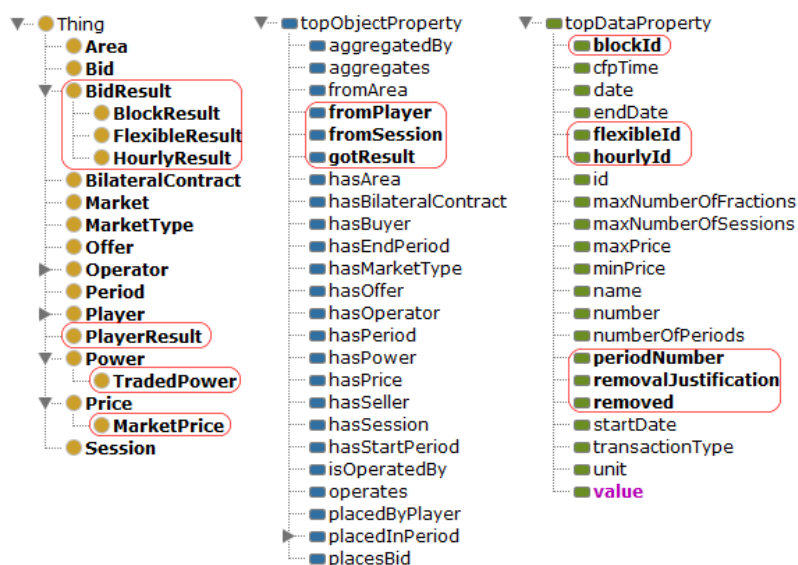 Thing
Area
Bid
BidResult
BlockResult
FlexibleResult
HourlyResult
BilateralContract
Market
MarketType
Offer
Operator
Period
Player
PlayerResult
Power
TradedPower
Price
MarketPrice
Session
topObjectProperty
aggregatedBy
aggregates
fromArea
fromPlayer
fromSession
gotResult
hasArea
hasBilateralContract
hasBuyer
hasEndPeriod
hasMarketType
hasOffer
hasOperator
hasPeriod
hasPower
hasPrice
hasSeller
hasSession
hasStartPeriod
isOperatedBy
operates
placedByPlayer
placedInPeriod
placesBid
topDataProperty
blockId
cfpTime
date
endDate
flexibleId
hourlyId
id
maxNumberOfFractions
maxNumberOfSessions
maxPrice
minPrice
name
number
numberOfPeriods
periodNumber
removalJustification
removed
startDate
transactionType
unit
value